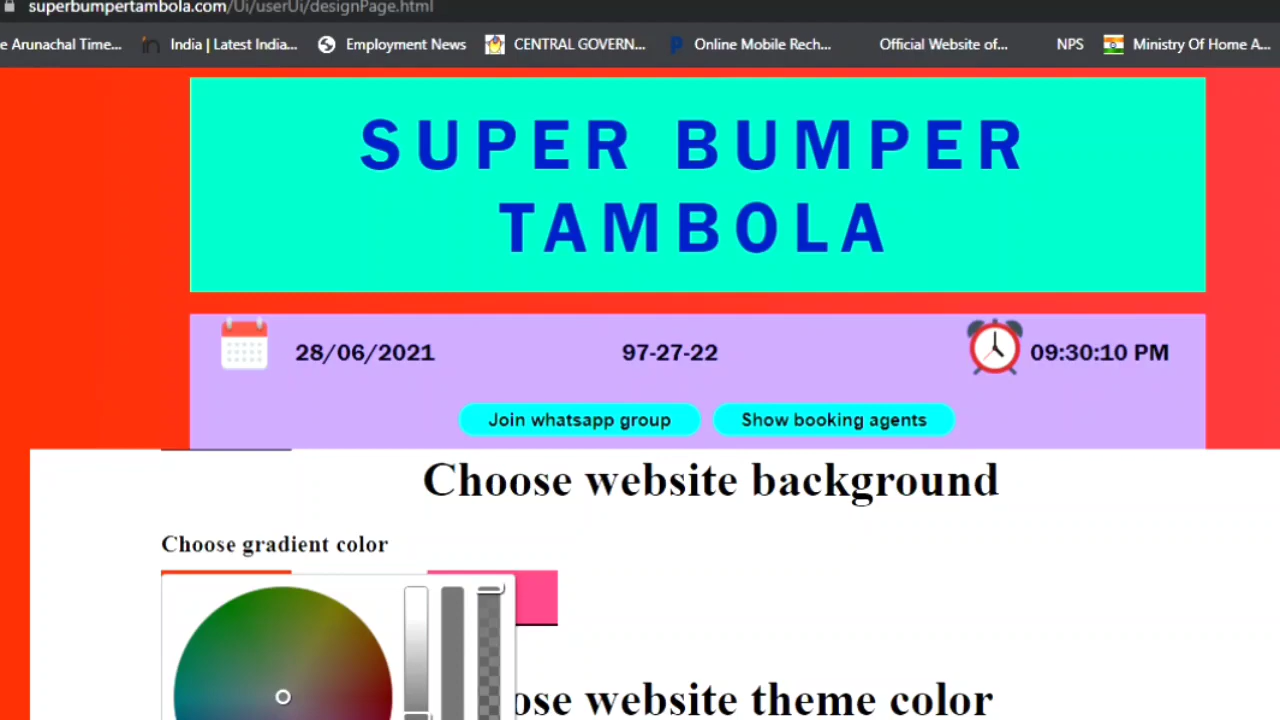 superbumpertambola.com/Ui/userUi/designPage.html
e Arunachal Time... India | Latest India... Employment News CENTRAL GOVERN... Online Mobile Rech... Official Website of... NPS Ministry Of Home A...
SUPER BUMPER
TAMBOLA
28/06/2021 97-27-22 09:30:10 PM
Join whatsapp group Show booking agents
Choose website background
Choose gradient color
ose website theme color